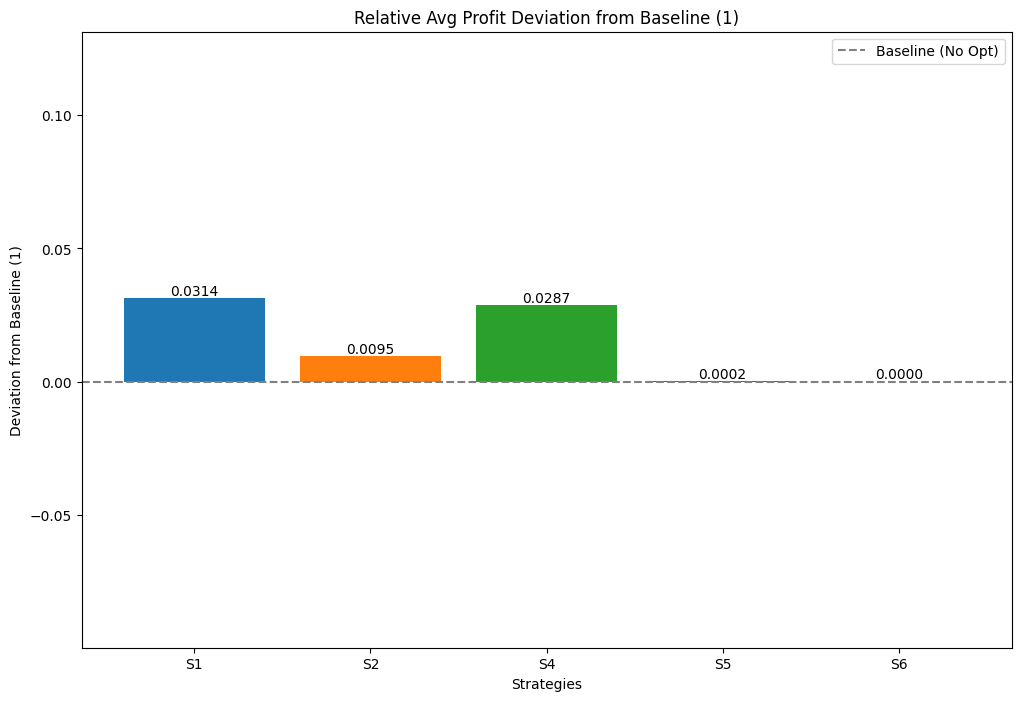 Relative Avg Profit Deviation from Baseline (1)
Baseline (No Opt)
Deviation from Baseline (1)
0.10
0.05
0.00
−0.05
0.0314
0.0095
0.0287
0.0002
0.0000
S1
S2
S4
S5
S6
Strategies